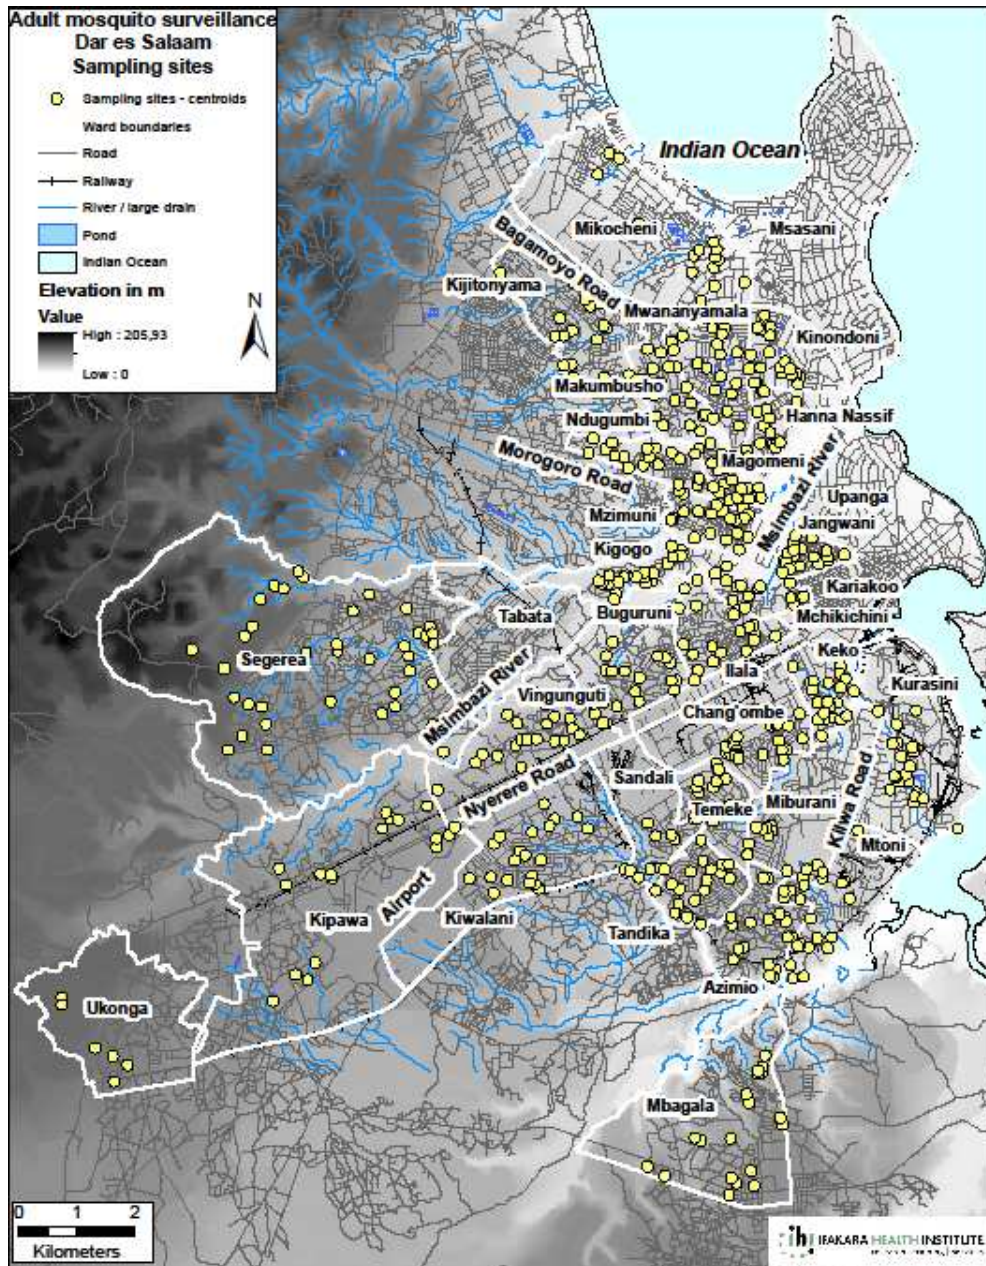 Adult mosquito surveillance
Dar es Salaam
Sampling sites
Sampling sites - centroids
Ward boundaries
Road
Railway
River / large drain
Pond
Indian Ocean
Elevation in m
Value
High : 205,93
Low : 0
N
Indian Ocean
Mikocheni
Msasani
Bagamoyo Road
Kijitonyama
Mwananyamala
Kinondoni
Makumbusho
Ndugumbi
Hanna Nassif
Morogoro Road
Magomeni
Msimbazi River
Upanga
Mzimuni
Jangwani
Kigogo
Kariakoo
Tabata
Buguruni
Mchikichini
Segerea
Ilala
Keko
Msimbazi River
Vingunguti
Kurasini
Chang'ombe
Nyerere Road
Sandali
Temeke
Miburani
Kilwa Road
Mtoni
Kipawa
Airport
Kiwalani
Tandika
Azimio
Ukonga
Mbagala
0 1 2
Kilometers
ihi IFAKARA HEALTH INSTITUTE